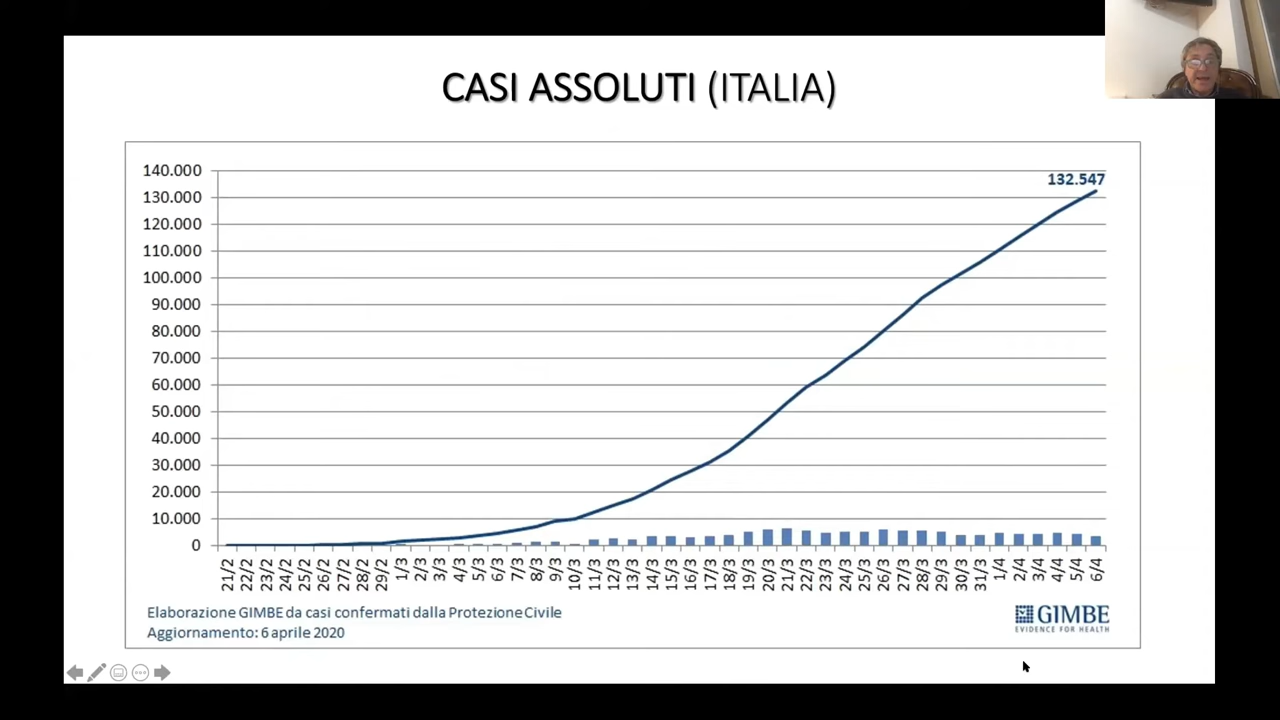 CASI ASSOLUTI (ITALIA)
140.000
130.000
120.000
110.000
100.000
90.000
80.000
70.000
60.000
50.000
40.000
30.000
20.000
10.000
0
132.547
21/2 22/2 23/2 24/2 25/2 26/2 27/2 28/2 29/2 1/3 2/3 3/3 4/3 5/3 6/3 7/3 8/3 9/3 10/3 11/3 12/3 13/3 14/3 15/3 16/3 17/3 18/3 19/3 20/3 21/3 22/3 23/3 24/3 25/3 26/3 27/3 28/3 29/3 30/3 31/3 1/4 2/4 3/4 4/4 5/4 6/4
Elaborazione GIMBE da casi confermati dalla Protezione Civile
Aggiornamento: 6 aprile 2020
GIMBE
EVIDENCE FOR HEALTH